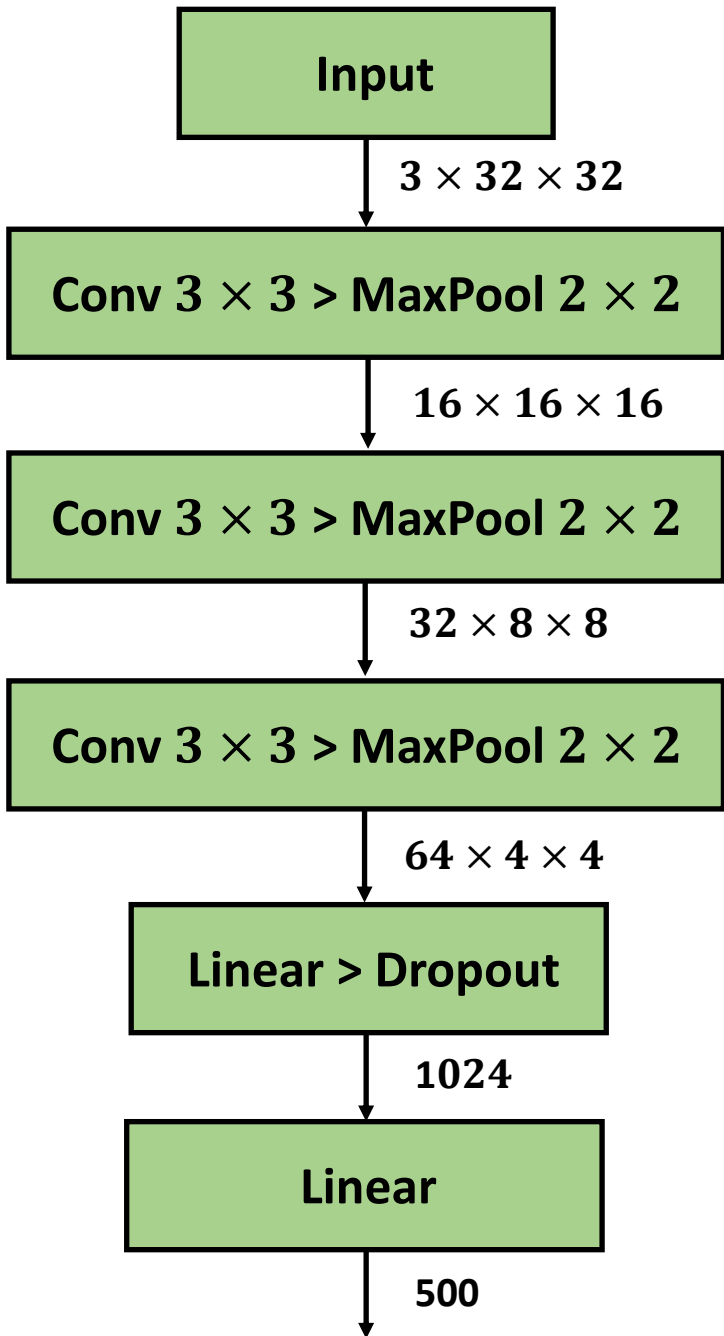 Input
3 × 32 × 32
Conv 3 × 3 > MaxPool 2 × 2
16 × 16 × 16
Conv 3 × 3 > MaxPool 2 × 2
32 × 8 × 8
Conv 3 × 3 > MaxPool 2 × 2
64 × 4 × 4
Linear > Dropout
1024
Linear
500